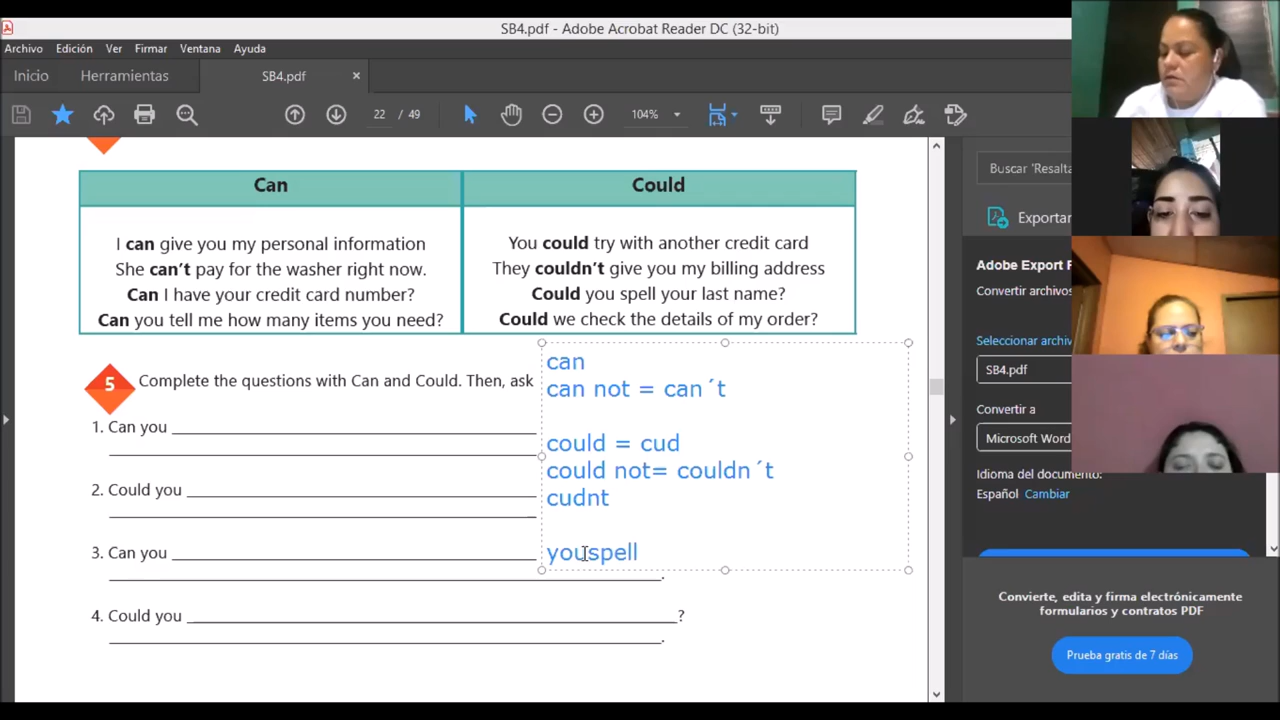 SB4.pdf - Adobe Acrobat Reader DC (32-bit)
Archivo Edición Ver Firmar Ventana Ayuda
Inicio Herramientas SB4.pdf ×
22 / 49 104%
Can Could
I can give you my personal information
She can't pay for the washer right now.
Can I have your credit card number?
Can you tell me how many items you need?
You could try with another credit card
They couldn't give you my billing address
Could you spell your last name?
Could we check the details of my order?
5 Complete the questions with Can and Could. Then, ask
1. Can you
2. Could you
3. Can you
.
4. Could you ?
.
can
can not = can´t
could = cud
could not= couldn´t
cudnt
youspell
Buscar 'Resalta
Exportar
Adobe Export P
Convertir archivos
Seleccionar archiv
SB4.pdf
Convertir a
Microsoft Word
Idioma del documento:
Español Cambiar
Convierte, edita y firma electrónicamente
formularios y contratos PDF
Prueba gratis de 7 días